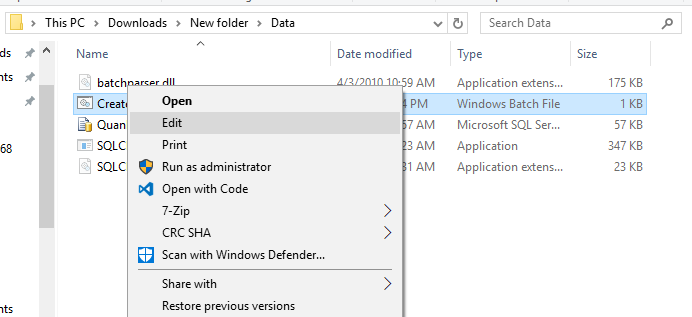 This PC > Downloads > New folder > Data
Search Data
Name Date modified Type Size
batchparser.dll 4/3/2010 10:59 AM Application extens... 175 KB
Create 4 PM Windows Batch File 1 KB
Quan 57 AM Microsoft SQL Ser... 57 KB
SQLC 23 AM Application 347 KB
SQLC 31 AM Application extens... 23 KB
ds
nts
68
nts
Open
Edit
Print
Run as administrator
Open with Code
7-Zip
CRC SHA
Scan with Windows Defender...
Share with
Restore previous versions